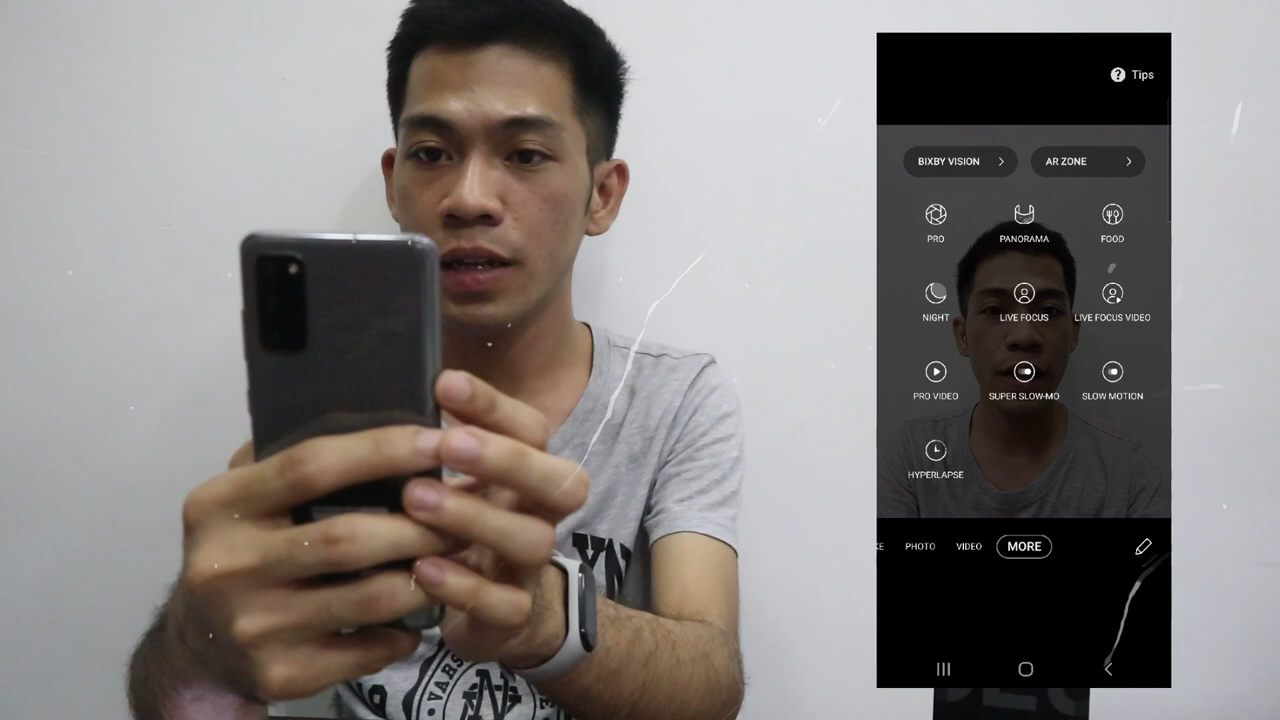 Tips
BIXBY VISION
AR ZONE
PRO
PANORAMA
FOOD
NIGHT
LIVE FOCUS
LIVE FOCUS VIDEO
PRO VIDEO
SUPER SLOW-MO
SLOW MOTION
HYPERLAPSE
KE
PHOTO
VIDEO
MORE